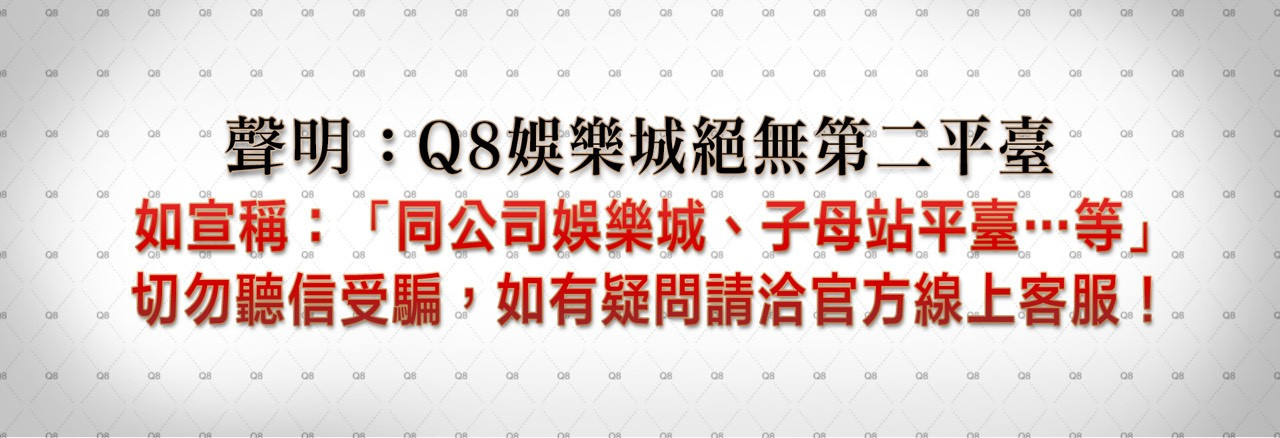 聲明：Q8娛樂城絕無第二平臺
如宣稱：「同公司娛樂城、子母站平臺…等」
切勿聽信受騙，如有疑問請洽官方線上客服！